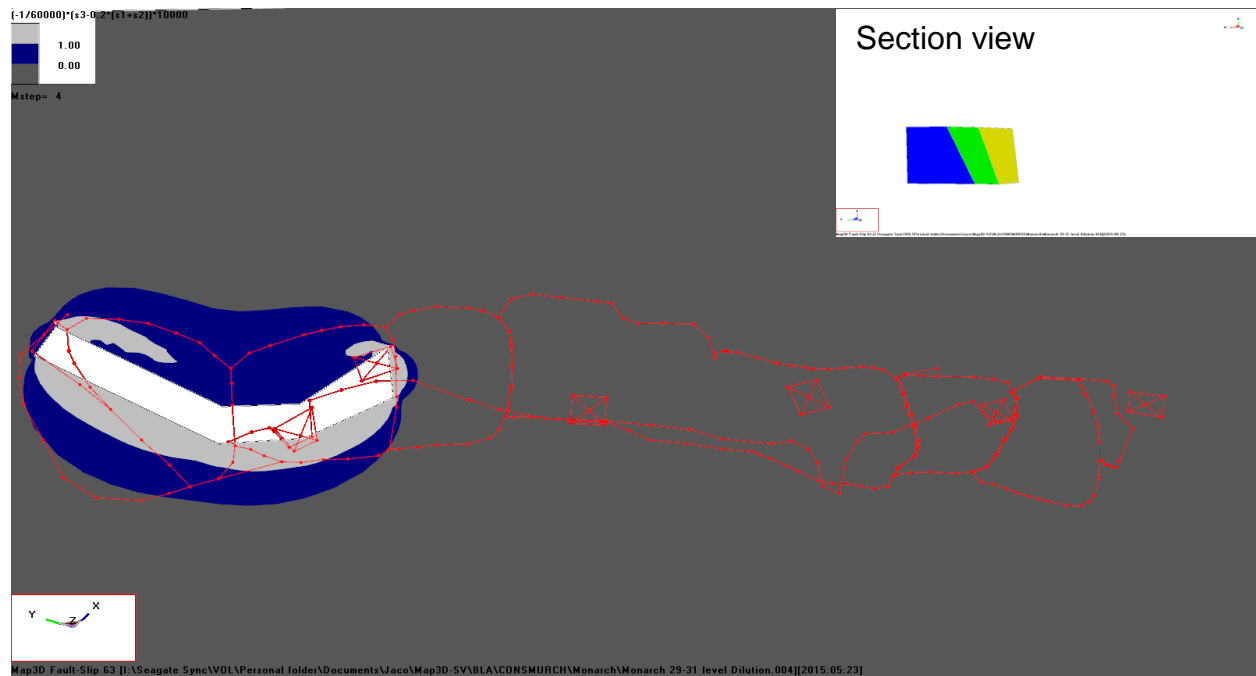 (-1/60000)*(s3-0.2*(s1+s2))*10000
1.00
0.00
Mstep= 4
Section view
Y
Z
X
Map3D Fault-Slip 63 [I:\Seagate Sync\VOL\Personal folder\Documents\Jaco\Map3D-SV\BLA\CONSMURCH\Monarch\Monarch 29-31 level Dilution.004][2015:05:23]